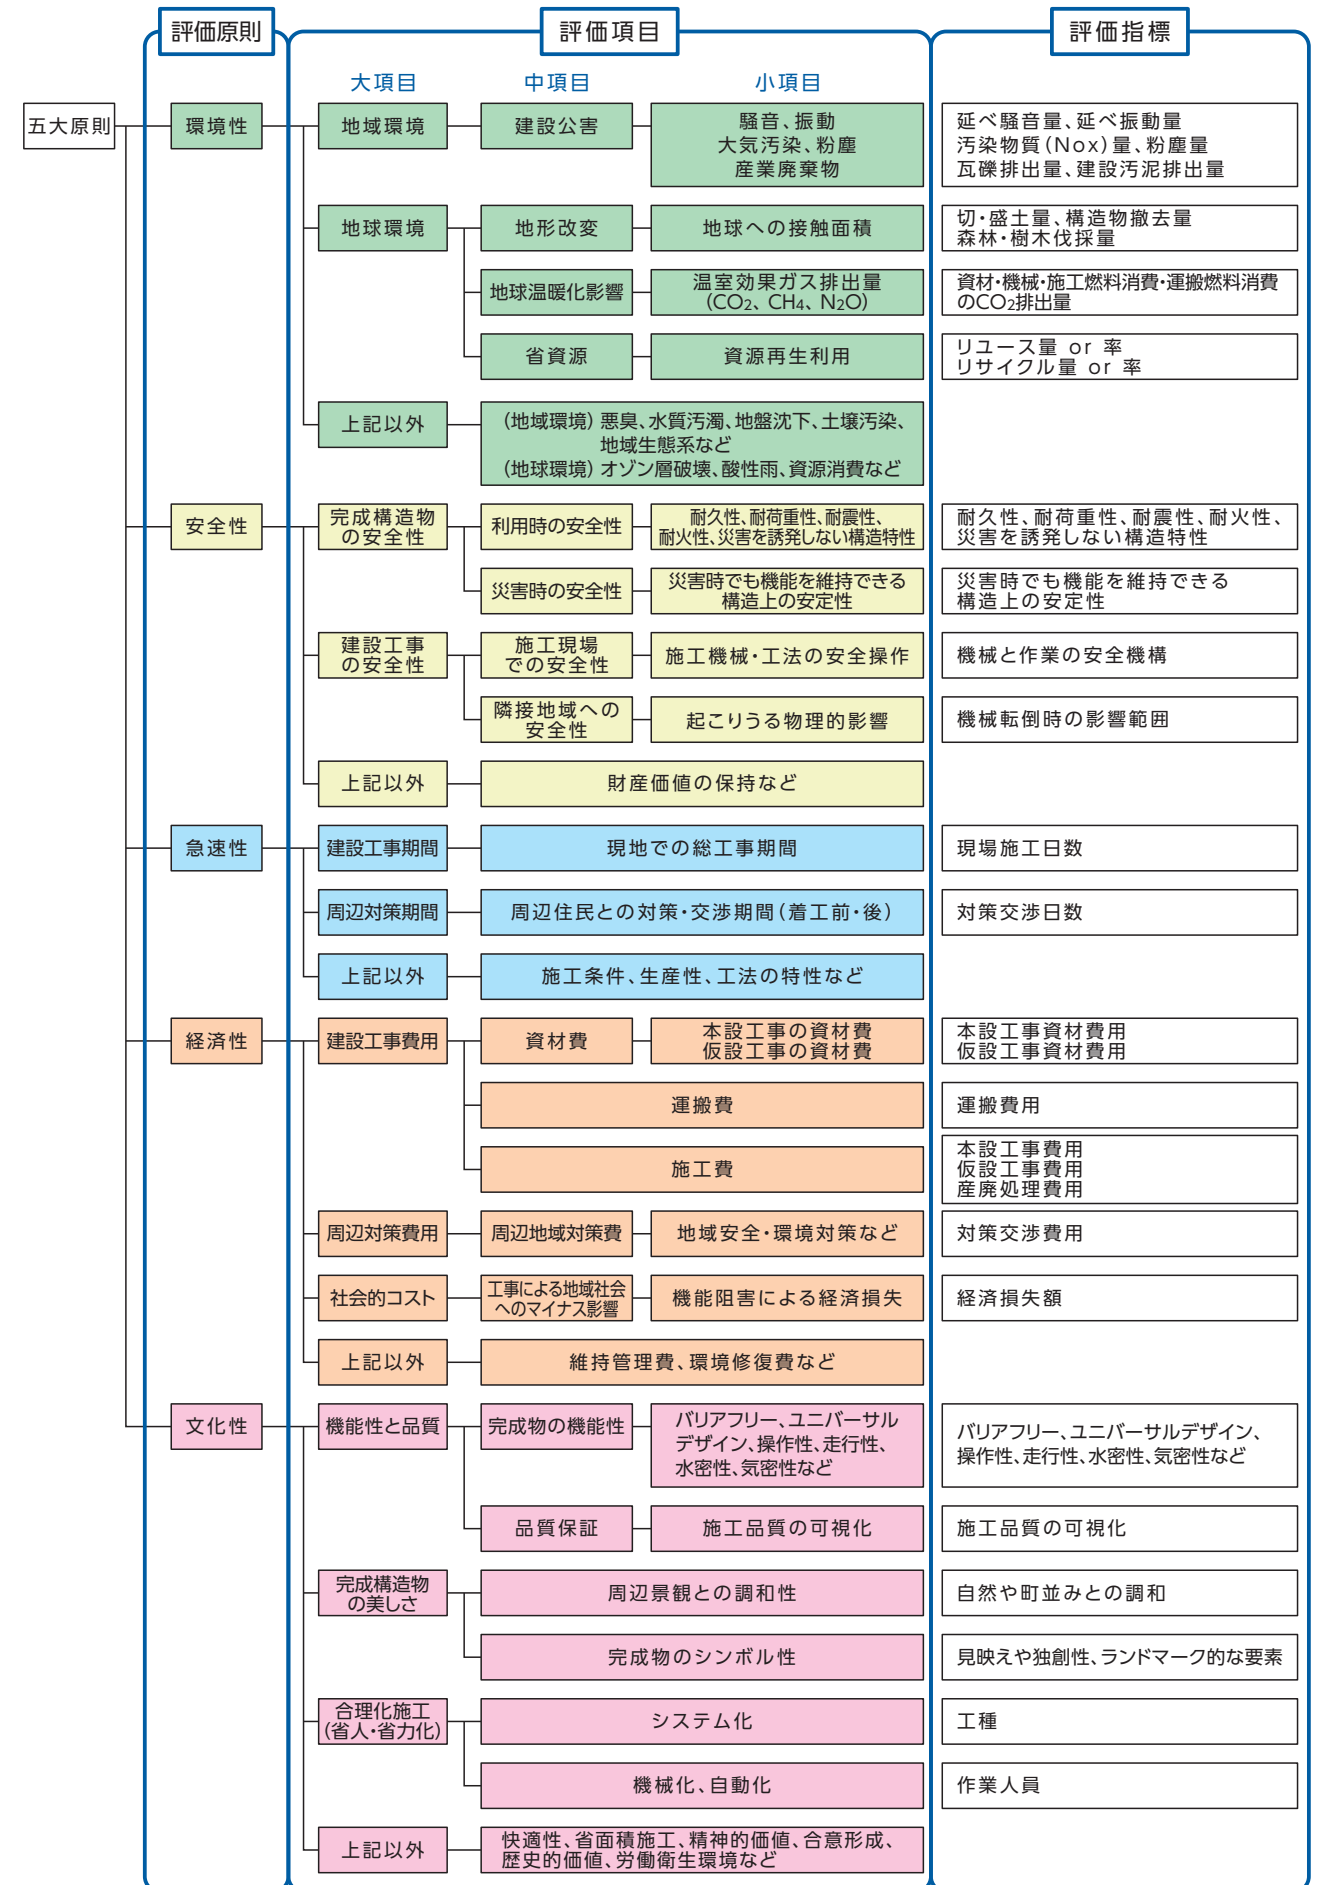 評価原則
評価項目
評価指標
大項目
中項目
小項目
五大原則
環境性
地域環境
建設公害
騒音、振動
大気汚染、粉塵
産業廃棄物
延べ騒音量、延べ振動量
汚染物質(Nox)量、粉塵量
瓦礫排出量、建設汚泥排出量
地球環境
地形改変
地球への接触面積
切・盛土量、構造物撤去量
森林・樹木伐採量
地球温暖化影響
温室効果ガス排出量
(CO2、CH4、N2O)
資材・機械・施工燃料消費・運搬燃料消費
のCO2排出量
省資源
資源再生利用
リユース量 or 率
リサイクル量 or 率
上記以外
(地域環境) 悪臭、水質汚濁、地盤沈下、土壌汚染、
地域生態系など
(地球環境) オゾン層破壊、酸性雨、資源消費など
安全性
完成構造物
の安全性
利用時の安全性
耐久性、耐荷重性、耐震性、
耐火性、災害を誘発しない構造特性
耐久性、耐荷重性、耐震性、耐火性、
災害を誘発しない構造特性
災害時の安全性
災害時でも機能を維持できる
構造上の安定性
災害時でも機能を維持できる
構造上の安定性
建設工事
の安全性
施工現場
での安全性
施工機械・工法の安全操作
機械と作業の安全機構
隣接地域への
安全性
起こりうる物理的影響
機械転倒時の影響範囲
上記以外
財産価値の保持など
急速性
建設工事期間
現地での総工事期間
現場施工日数
周辺対策期間
周辺住民との対策・交渉期間(着工前・後)
対策交渉日数
上記以外
施工条件、生産性、工法の特性など
経済性
建設工事費用
資材費
本設工事の資材費
仮設工事の資材費
本設工事資材費用
仮設工事資材費用
運搬費
運搬費用
施工費
本設工事費用
仮設工事費用
産廃処理費用
周辺対策費用
周辺地域対策費
地域安全・環境対策など
対策交渉費用
社会的コスト
工事による地域社会
へのマイナス影響
機能阻害による経済損失
経済損失額
上記以外
維持管理費、環境修復費など
文化性
機能性と品質
完成物の機能性
バリアフリー、ユニバーサル
デザイン、操作性、走行性、
水密性、気密性など
バリアフリー、ユニバーサルデザイン、
操作性、走行性、水密性、気密性など
品質保証
施工品質の可視化
施工品質の可視化
完成構造物
の美しさ
周辺景観との調和性
自然や町並みとの調和
完成物のシンボル性
見映えや独創性、ランドマーク的な要素
合理化施工
(省人・省力化)
システム化
工種
機械化、自動化
作業人員
上記以外
快適性、省面積施工、精神的価値、合意形成、
歴史的価値、労働衛生環境など